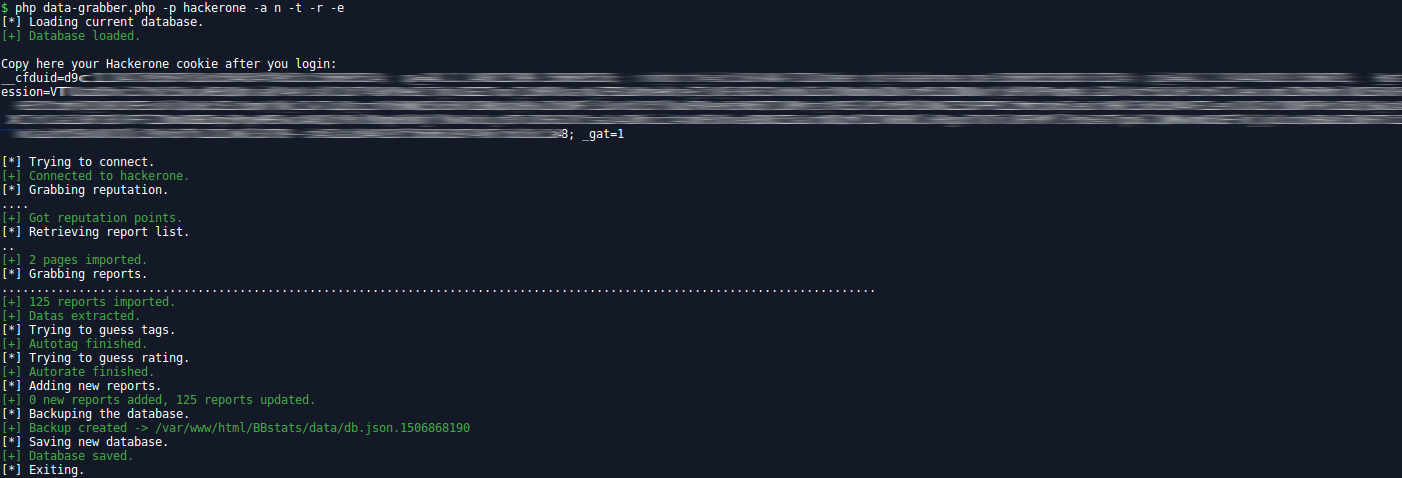 $ php data-grabber.php -p hackerone -a n -t -r -e
[*] Loading current database.
[+] Database loaded.
Copy here your Hackerone cookie after you login:
__cfduid=d9
ession=VT
8; _gat=1
[*] Trying to connect.
[+] Connected to hackerone.
[*] Grabbing reputation.
....
[+] Got reputation points.
[*] Retrieving report list.
..
[+] 2 pages imported.
[*] Grabbing reports.
.............................................................................................................................
[+] 125 reports imported.
[+] Datas extracted.
[*] Trying to guess tags.
[+] Autotag finished.
[*] Trying to guess rating.
[+] Autorate finished.
[*] Adding new reports.
[+] 0 new reports added, 125 reports updated.
[*] Backuping the database.
[+] Backup created -> /var/www/html/BBstats/data/db.json.1506868190
[*] Saving new database.
[+] Database saved.
[*] Exiting.